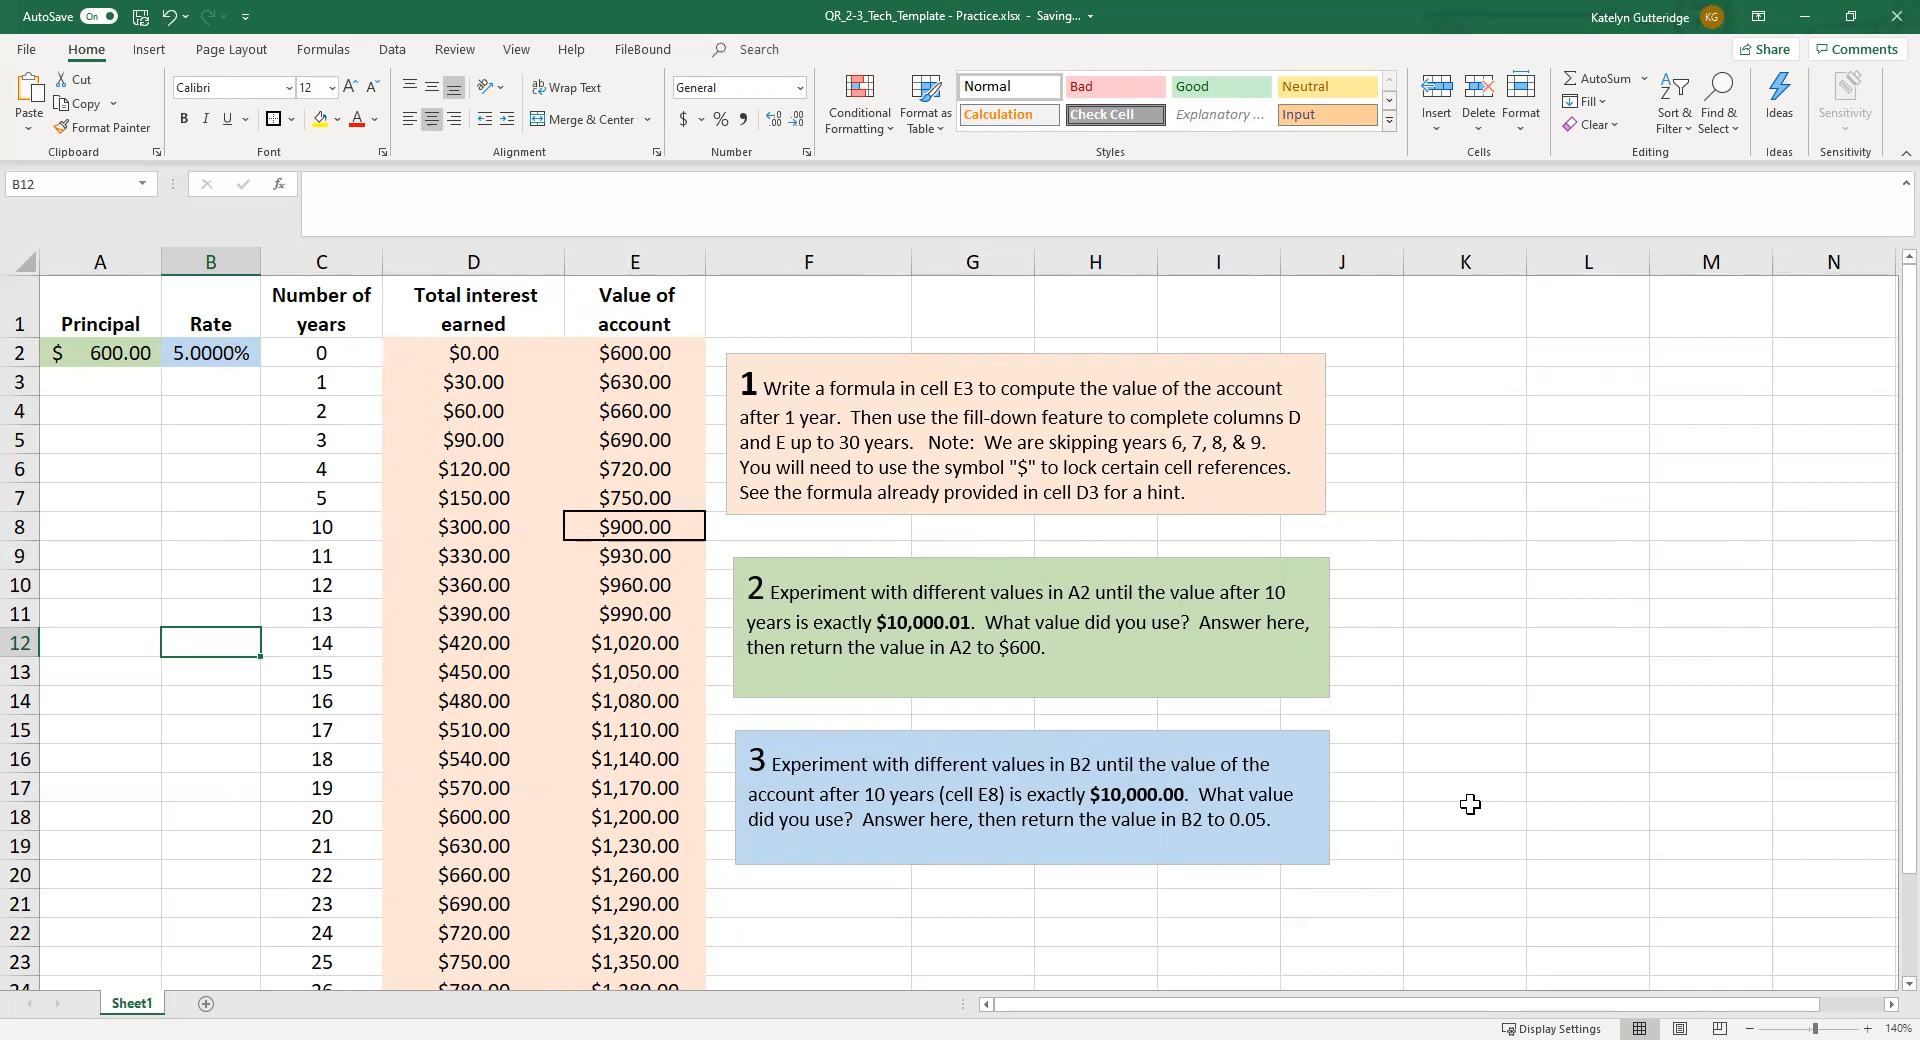 AutoSave On QR_2-3_Tech_Template - Practice.xlsx - Saving... Katelyn Gutteridge KG
File Home Insert Page Layout Formulas Data Review View Help FileBound Search Share Comments
Paste
Cut
Copy
Format Painter
Clipboard
Calibri 12
B I U
Font
Wrap Text
Merge & Center
Alignment
General
$ % 9
Number
Conditional Formatting
Format as Table
Normal Bad Good Neutral
Calculation Check Cell Explanatory ... Input
Styles
Insert Delete Format
Cells
AutoSum
Fill
Clear
Sort & Filter
Find & Select
Editing
Ideas
Ideas
Sensitivity
Sensitivity
B12 fx
A B C D E F G H I J K L M N
1 Principal Rate Number of years Total interest earned Value of account
2 $ 600.00 5.0000% 0 $0.00 $600.00
3 1 $30.00 $630.00
4 2 $60.00 $660.00
5 3 $90.00 $690.00
6 4 $120.00 $720.00
7 5 $150.00 $750.00
8 10 $300.00 $900.00
9 11 $330.00 $930.00
10 12 $360.00 $960.00
11 13 $390.00 $990.00
12 14 $420.00 $1,020.00
13 15 $450.00 $1,050.00
14 16 $480.00 $1,080.00
15 17 $510.00 $1,110.00
16 18 $540.00 $1,140.00
17 19 $570.00 $1,170.00
18 20 $600.00 $1,200.00
19 21 $630.00 $1,230.00
20 22 $660.00 $1,260.00
21 23 $690.00 $1,290.00
22 24 $720.00 $1,320.00
23 25 $750.00 $1,350.00
24 26 $780.00 $1,380.00
1 Write a formula in cell E3 to compute the value of the account
after 1 year. Then use the fill-down feature to complete columns D
and E up to 30 years. Note: We are skipping years 6, 7, 8, & 9.
You will need to use the symbol "$" to lock certain cell references.
See the formula already provided in cell D3 for a hint.
2 Experiment with different values in A2 until the value after 10
years is exactly $10,000.01. What value did you use? Answer here,
then return the value in A2 to $600.
3 Experiment with different values in B2 until the value of the
account after 10 years (cell E8) is exactly $10,000.00. What value
did you use? Answer here, then return the value in B2 to 0.05.
Sheet1
Display Settings 140%